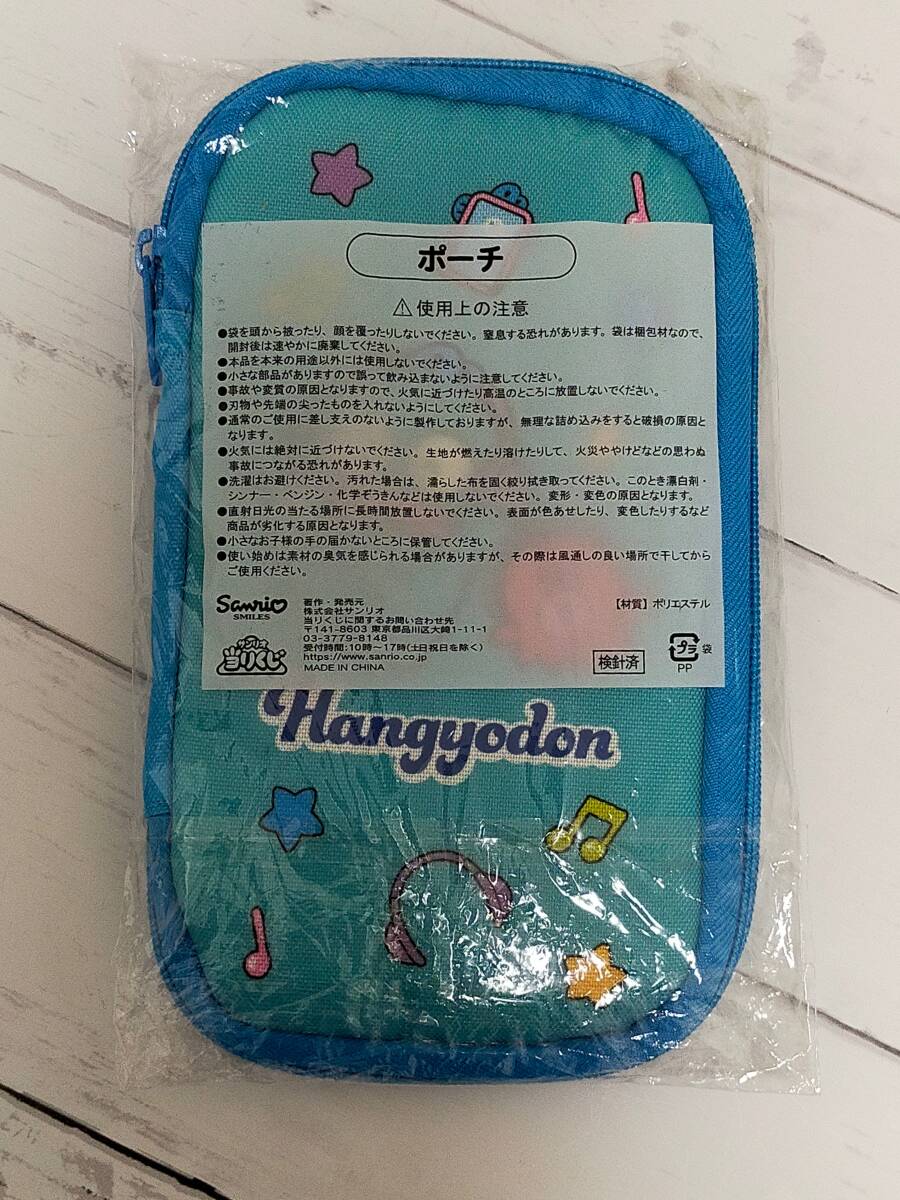 ポーチ
⚠使用上の注意
●袋を頭から被ったり、顔を覆ったりしないでください。窒息する恐れがあります。袋は梱包材なので、
開封後は速やかに廃棄してください。
●本品を本来の用途以外には使用しないでください。
●小さな部品がありますので誤って飲み込まないように注意してください。
●事故や変質の原因となりますので、火気に近づけたり高温のところに放置しないでください。
●刃物や先端の尖ったものを入れないようにしてください。
●通常のご使用に差し支えのないように製作しておりますが、無理な詰め込みをすると破損の原因と
なります。
●火気には絶対に近づけないでください。生地が燃えたり溶けたりして、火災ややけどなどの思わぬ
事故につながる恐れがあります。
●洗濯はお避けください。汚れた場合は、濡らした布を固く絞り拭き取ってください。このとき漂白剤・
シンナー・ベンジン・化学ぞうきんなどは使用しないでください。変形・変色の原因となります。
●直射日光の当たる場所に長時間放置しないでください。表面が色あせしたり、変色したりするなど
商品が劣化する原因となります。
●小さなお子様の手の届かないところに保管してください。
●使い始めは素材の臭気を感じられる場合がありますが、その際は風通しの良い場所で干してから
ご使用ください。
Sanrio
SMILES
サンリオ
当りくじ
著作・発売元
株式会社サンリオ
当りくじに関するお問い合わせ先
〒141-8603 東京都品川区大崎1-11-1
03-3779-8148
受付時間:10時～17時(土日祝日を除く)
https://www.sanrio.co.jp
MADE IN CHINA
【材質】ポリエステル
検針済
プラ 袋
PP
Hangyodon